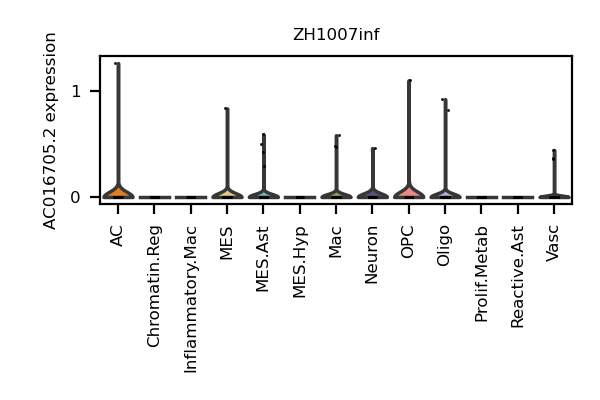 ZH1007inf
AC016705.2 expression
1
0
AC
Chromatin.Reg
Inflammatory.Mac
MES
MES.Ast
MES.Hyp
Mac
Neuron
OPC
Oligo
Prolif.Metab
Reactive.Ast
Vasc